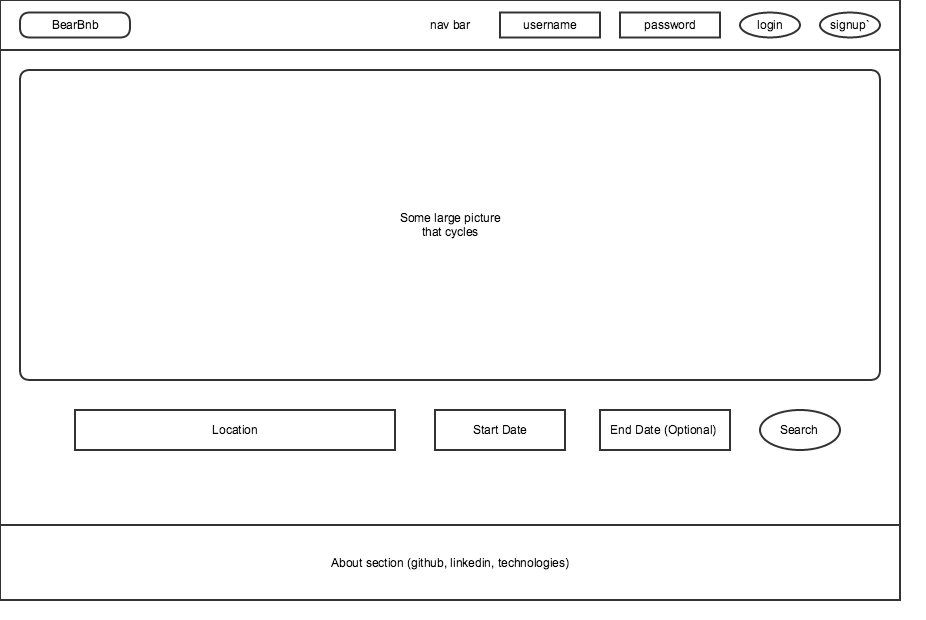 BearBnb
nav bar
username
password
login
signup`
Some large picture
that cycles
Location
Start Date
End Date (Optional)
Search
About section (github, linkedin, technologies)